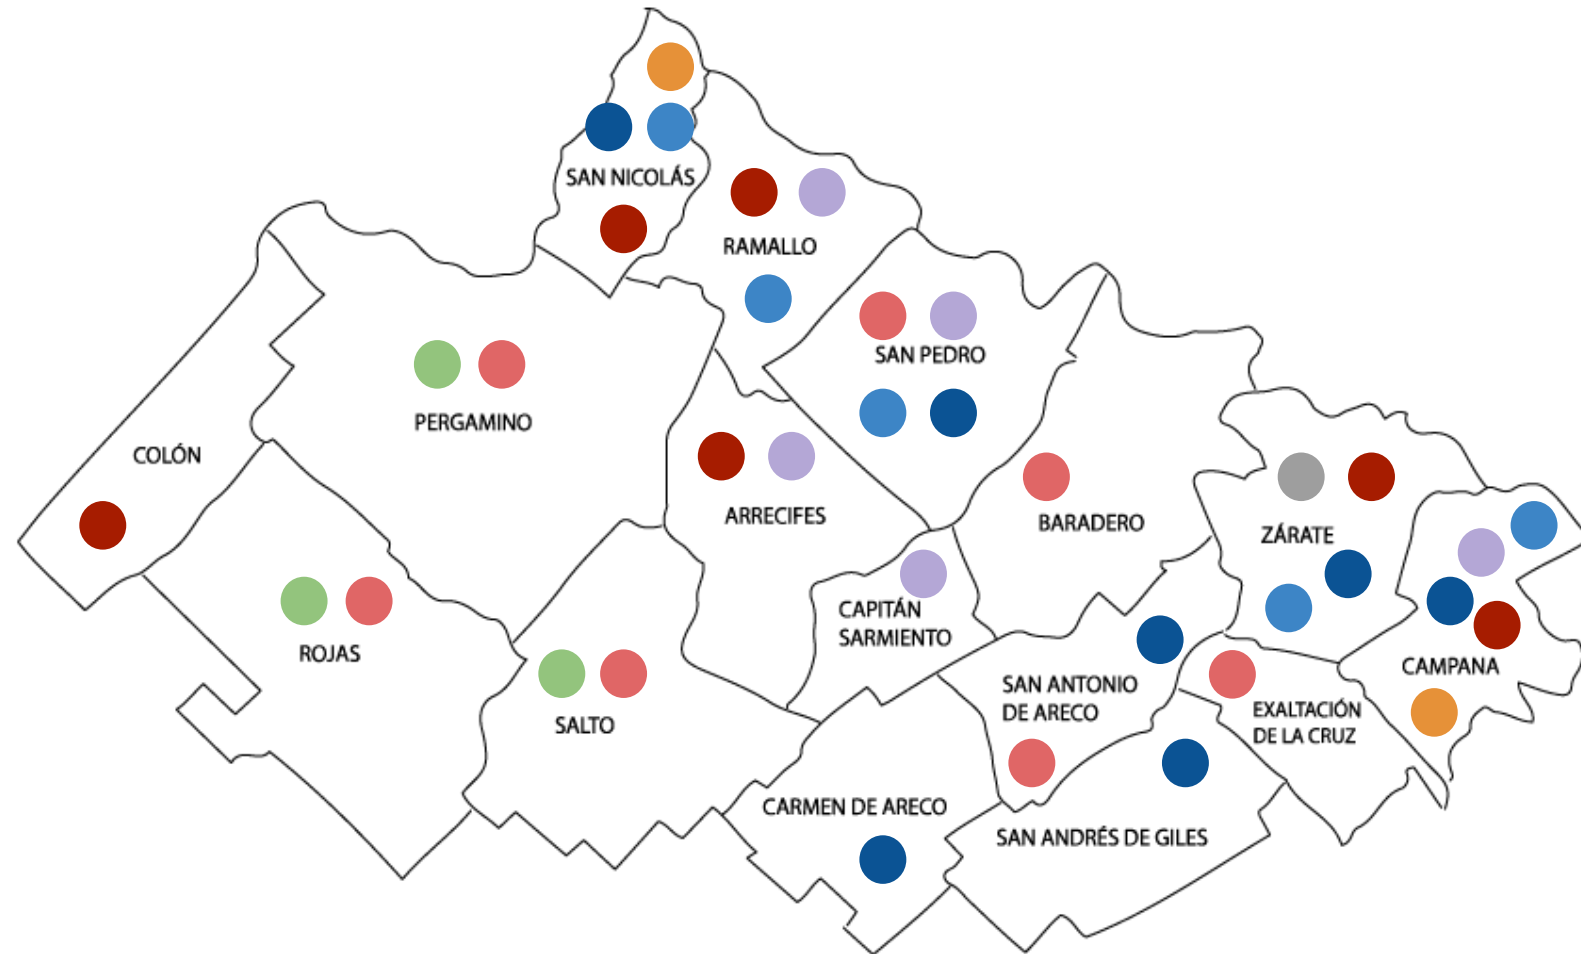 SAN NICOLÁS
RAMALLO
SAN PEDRO
PERGAMINO
COLÓN
ARRECIFES
BARADERO
ZÁRATE
CAPITÁN
SARMIENTO
ROJAS
CAMPANA
SAN ANTONIO
DE ARECO
EXALTACIÓN
DE LA CRUZ
SALTO
CARMEN DE ARECO
SAN ANDRÉS DE GILES